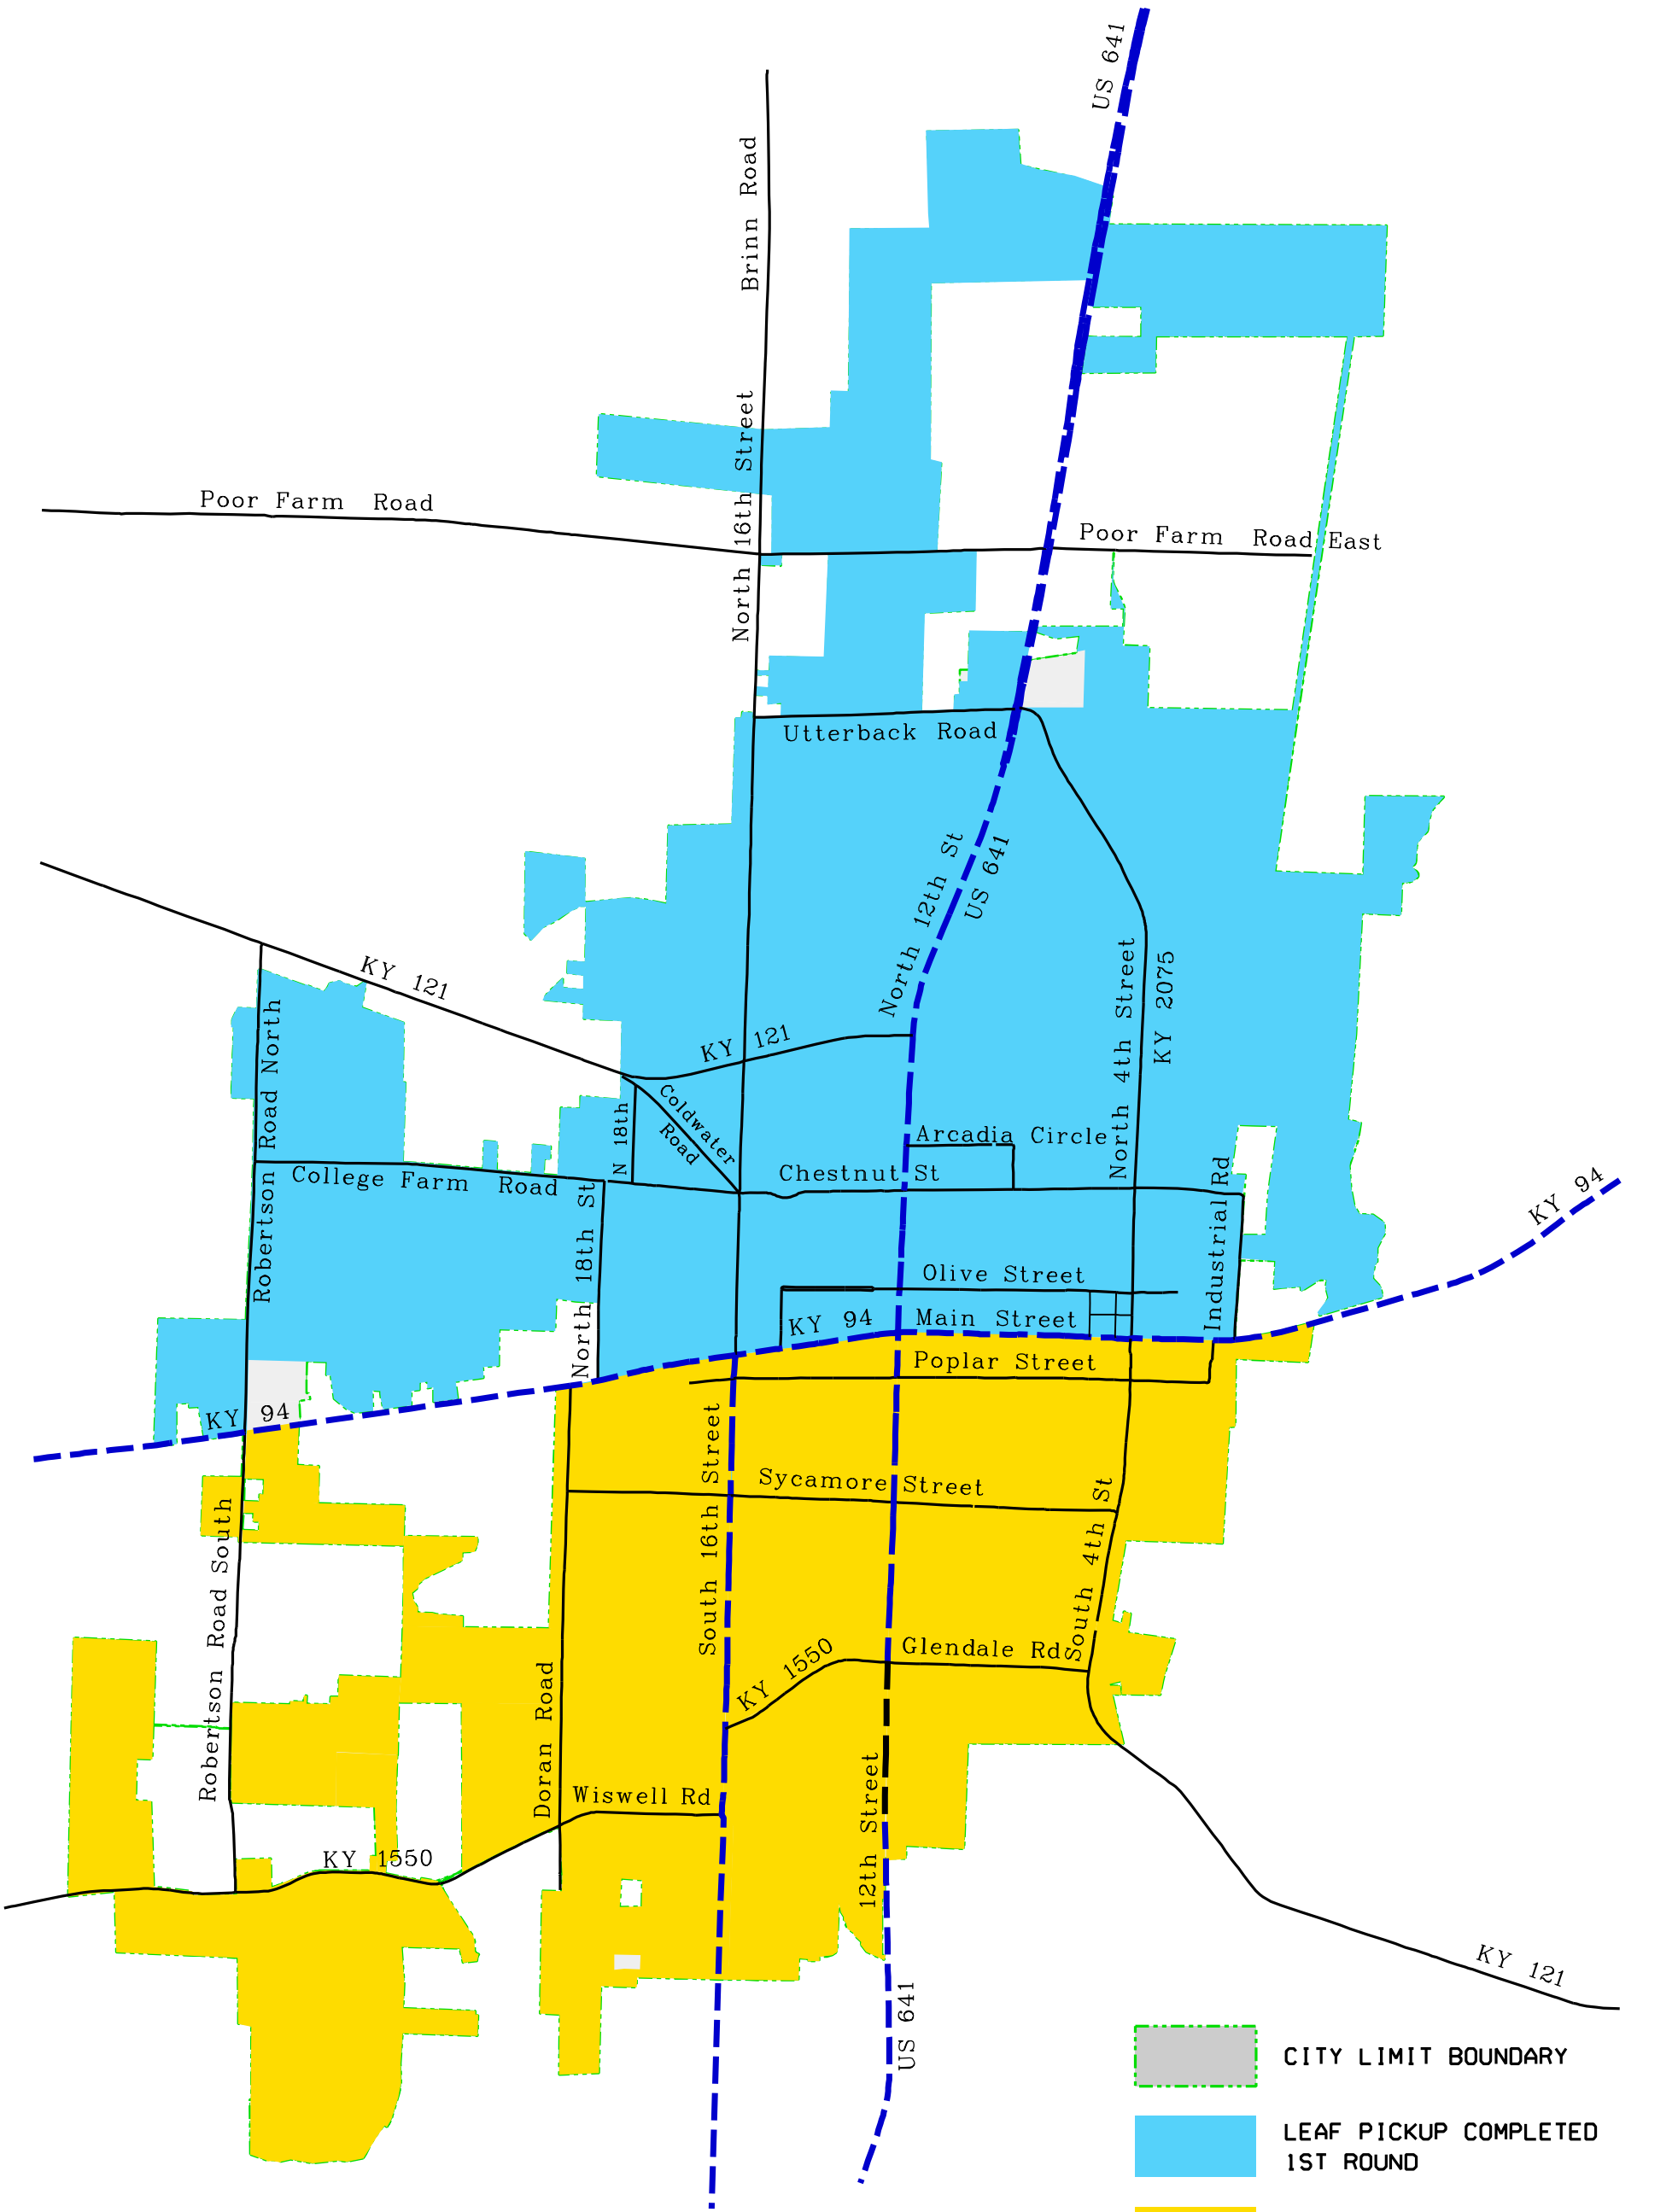 US 641
Brinn Road
North 16th Street
Poor Farm Road
Poor Farm Road East
Utterback Road
North 12th St
US 641
KY 121
KY 121
North 4th Street
KY 2075
Robertson Road North
N 18th
Coldwater
Road
Arcadia Circle
Chestnut St
College Farm Road
North 18th St
Industrial Rd
KY 94
Olive Street
KY 94 Main Street
Poplar Street
KY 94
South 16th Street
Sycamore Street
South 4th St
Robertson Road South
Glendale Rd
KY 1550
Doran Road
Wiswell Rd
12th Street
KY 1550
US 641
KY 121
CITY LIMIT BOUNDARY
LEAF PICKUP COMPLETED
1ST ROUND